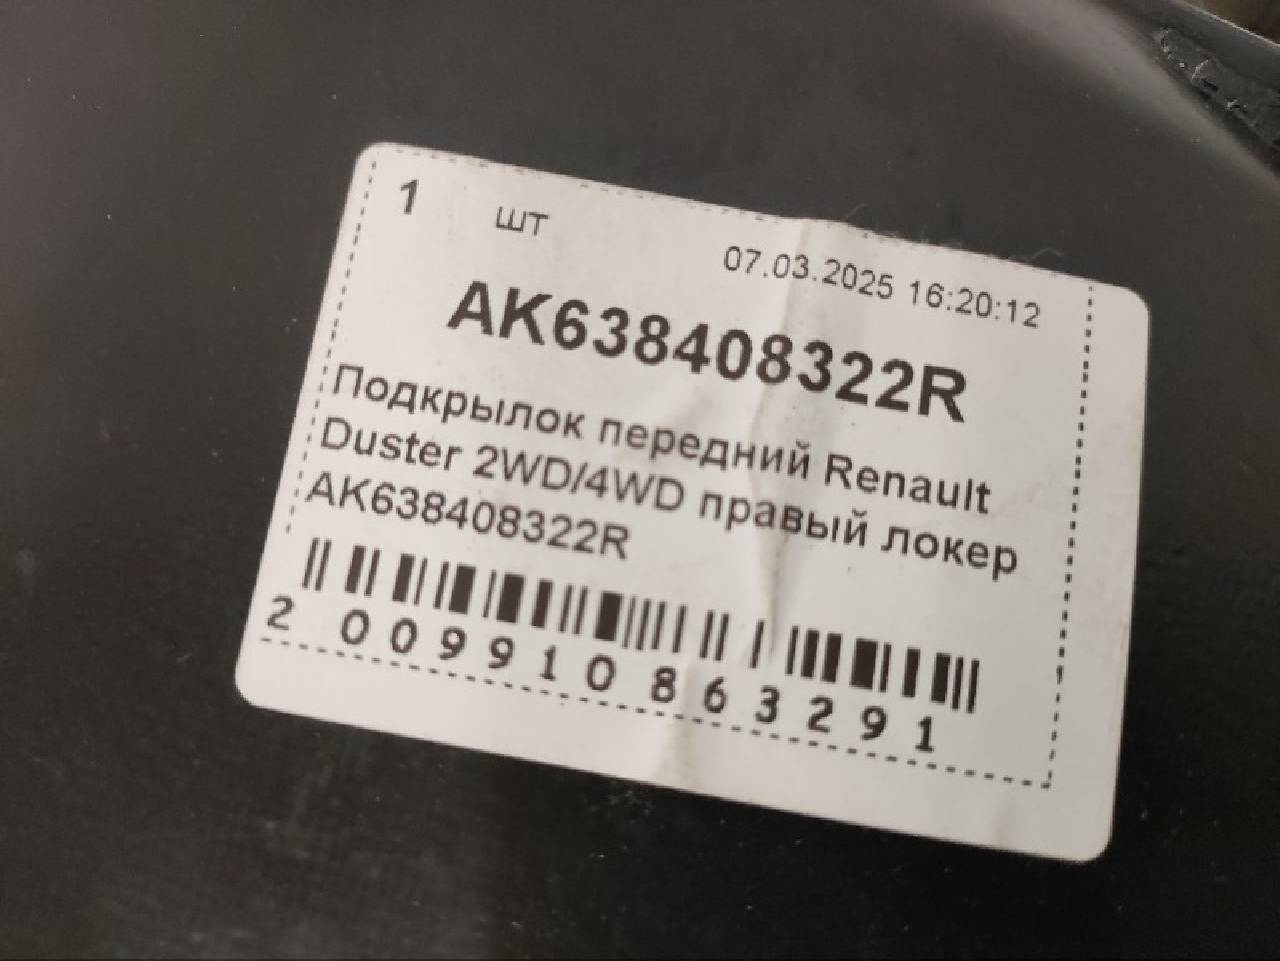 1 шт
07.03.2025 16:20:12
AK638408322R
Подкрылок передний Renault
Duster 2WD/4WD правый локер
AK638408322R
2 009910 863291